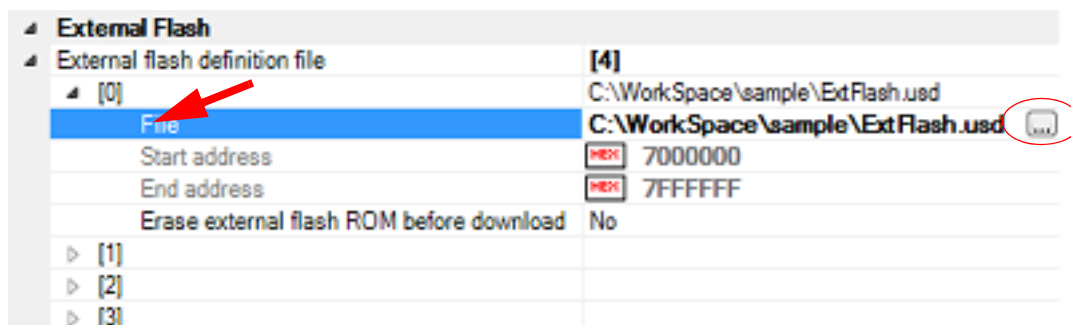 External Flash
External flash definition file [4]
[0] C:\WorkSpace\sample\ExtFlash.usd
File C:\WorkSpace\sample\ExtFlash.usd ...
Start address HEX 7000000
End address HEX 7FFFFFF
Erase external flash ROM before download No
[1]
[2]
[3]